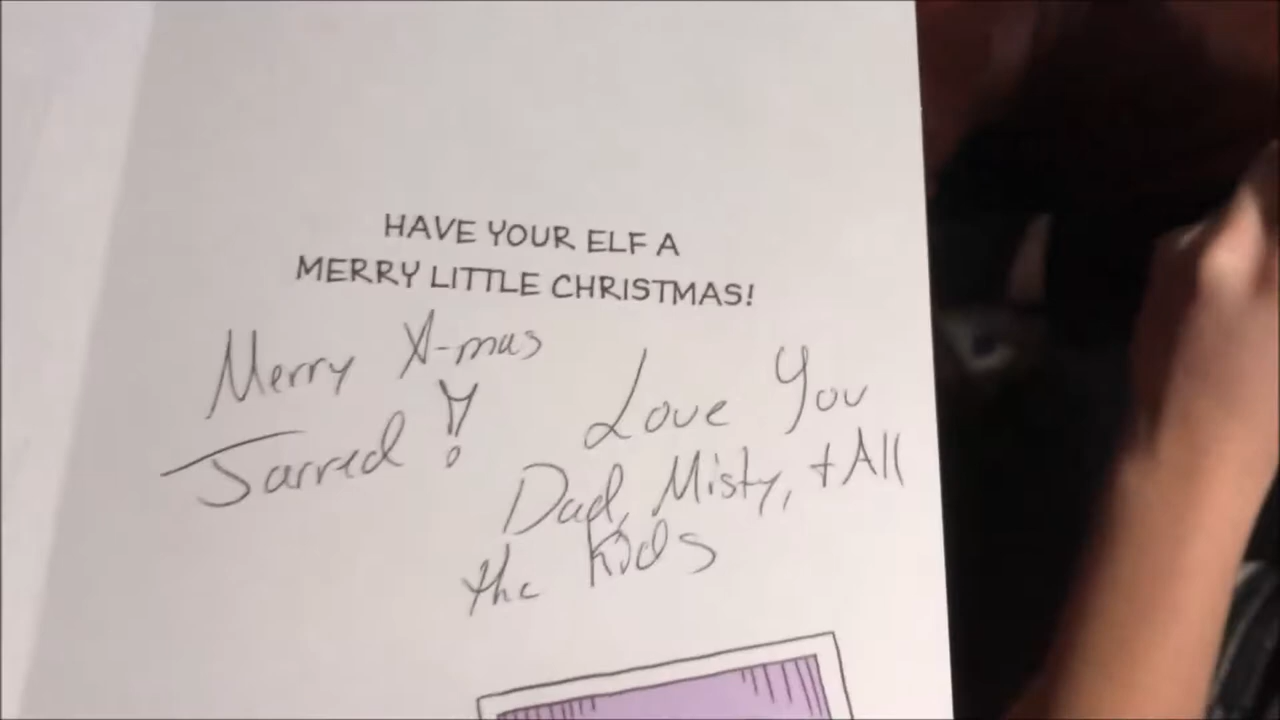 HAVE YOUR ELF A
MERRY LITTLE CHRISTMAS!
Merry X-mas
Jarred!
Love You
Dad, Misty, + All
the Kids